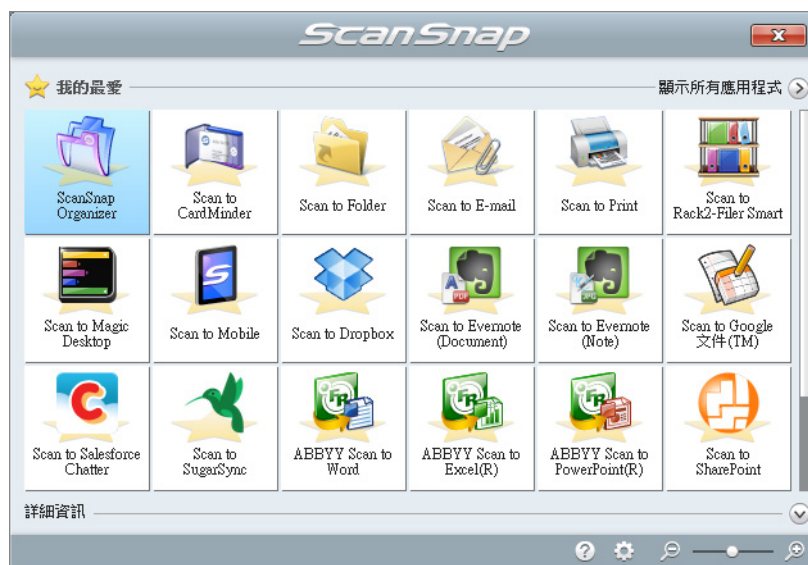 ScanSnap
我的最愛
顯示所有應用程式
ScanSnap
Organizer
Scan to
CardMinder
Scan to Folder
Scan to E-mail
Scan to Print
Scan to
Rack2-Filer Smart
Scan to Magic
Desktop
Scan to Mobile
Scan to Dropbox
Scan to Evernote
(Document)
Scan to Evernote
(Note)
Scan to Google
文件(TM)
Scan to Salesforce
Chatter
Scan to
SugarSync
ABBYY Scan to
Word
ABBYY Scan to
Excel(R)
ABBYY Scan to
PowerPoint(R)
Scan to
SharePoint
詳細資訊